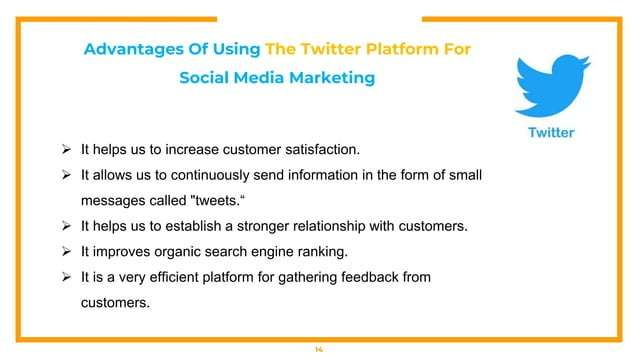 Advantages Of Using The Twitter Platform For
Social Media Marketing
Twitter
➢ It helps us to increase customer satisfaction.
➢ It allows us to continuously send information in the form of small
messages called "tweets.“
➢ It helps us to establish a stronger relationship with customers.
➢ It improves organic search engine ranking.
➢ It is a very efficient platform for gathering feedback from
customers.
14